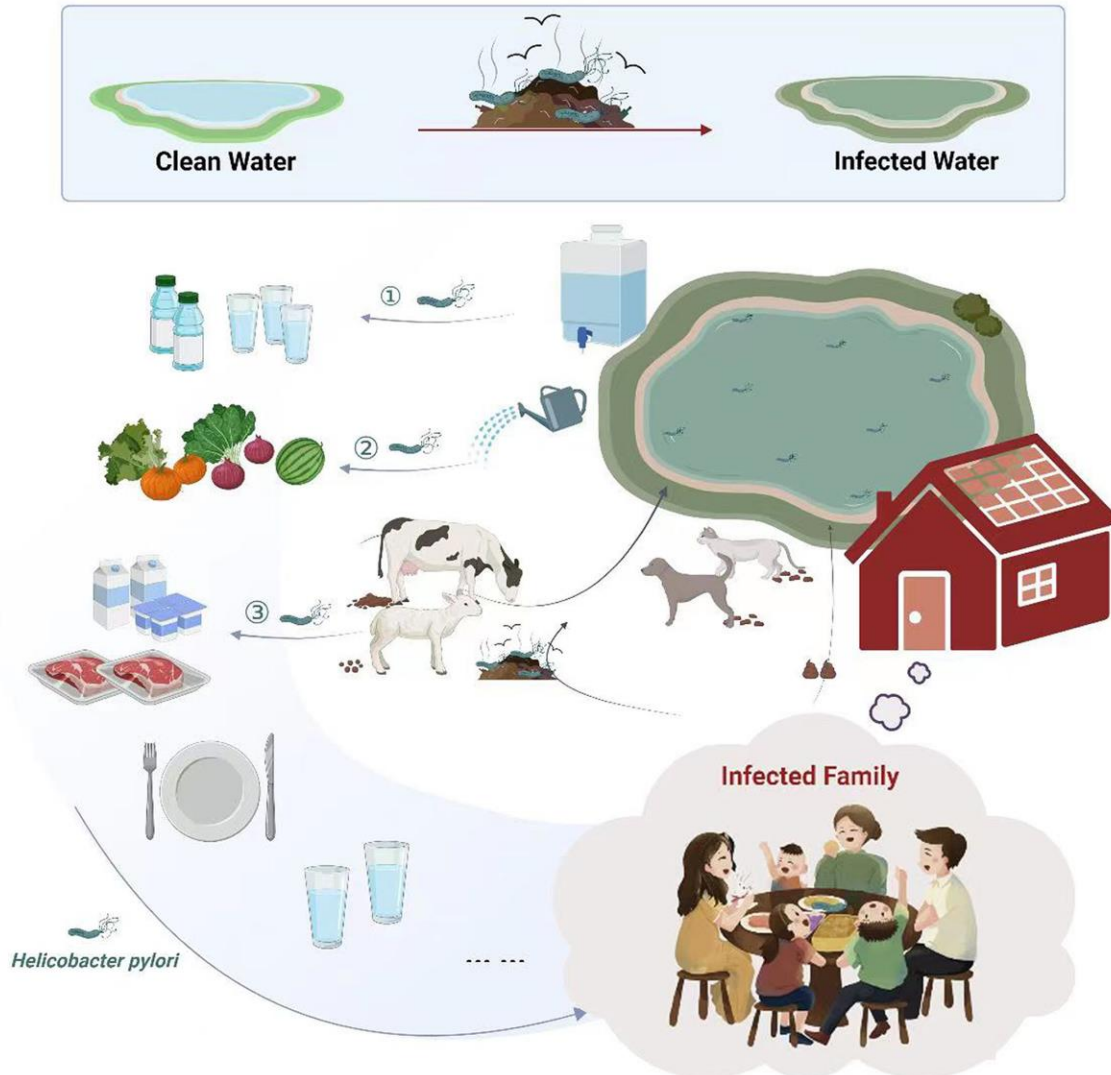 Clean Water
Infected Water
①
②
③
Infected Family
Helicobacter pylori
... ...